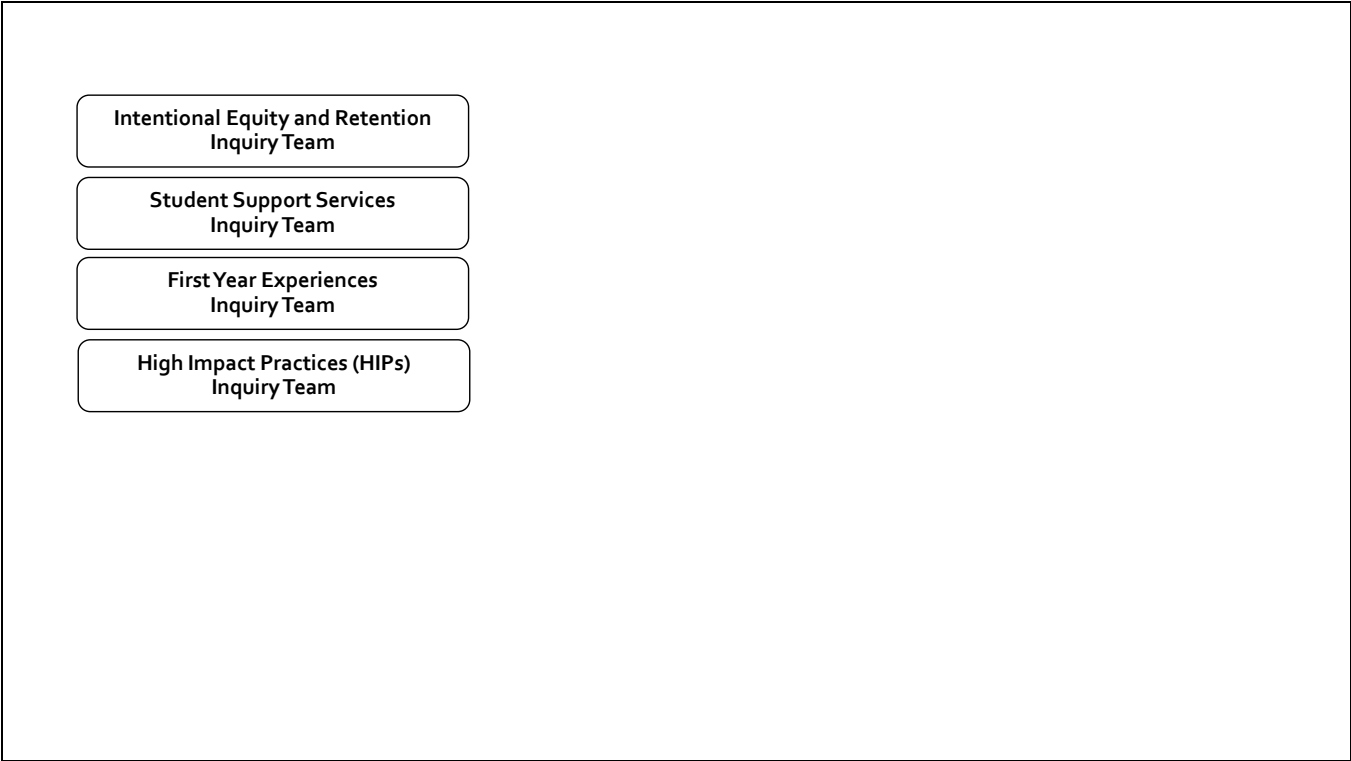 Intentional Equity and Retention
Inquiry Team
Student Support Services
Inquiry Team
First Year Experiences
Inquiry Team
High Impact Practices (HIPs)
Inquiry Team